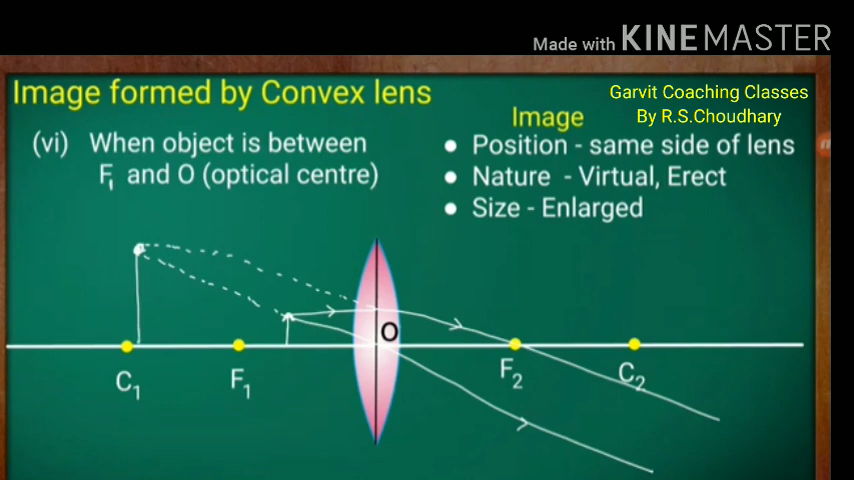 Made with KINEMASTER
Image formed by Convex lens
Garvit Coaching Classes
By R.S.Choudhary
(vi) When object is between
F₁ and O (optical centre)
Image
• Position - same side of lens
• Nature - Virtual, Erect
• Size - Enlarged
O
C₁
F₁
F₂
C₂